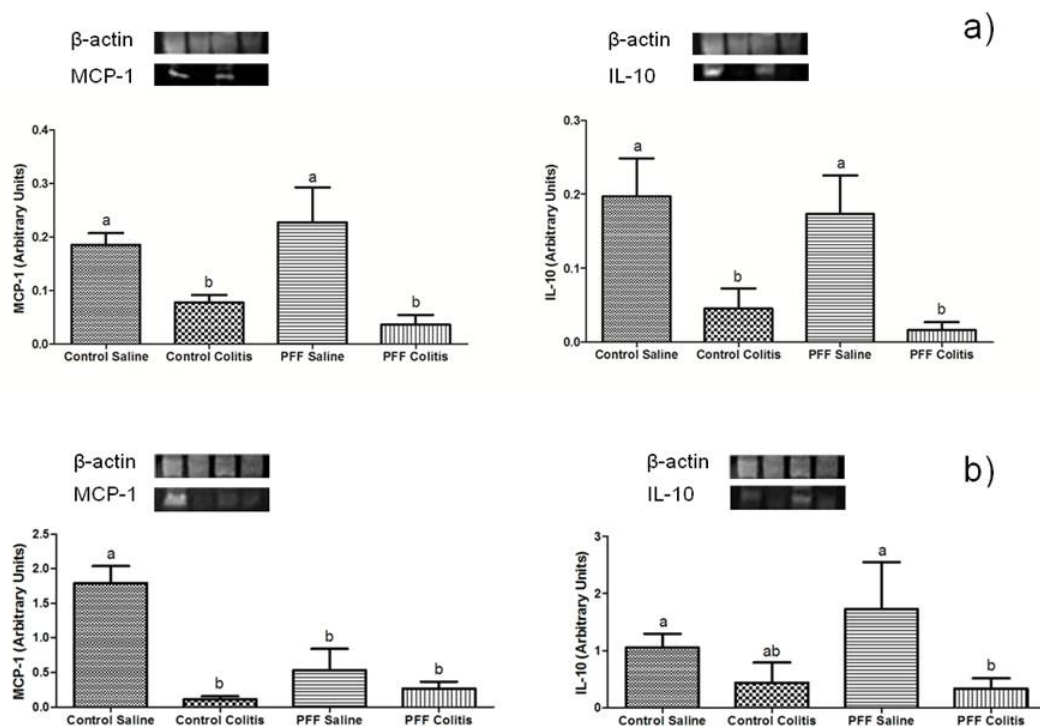 a)
β-actin
MCP-1
0.4
0.3
0.2
0.1
0.0
MCP-1 (Arbitrary Units)
a
b
a
b
Control Saline Control Colitis PFF Saline PFF Colitis
β-actin
IL-10
0.3
0.2
0.1
0.0
IL-10 (Arbitrary Units)
a
b
a
b
Control Saline Control Colitis PFF Saline PFF Colitis
b)
β-actin
MCP-1
2.5
2.0
1.5
1.0
0.5
0.0
MCP-1 (Arbitrary Units)
a
b
b
b
Control Saline Control Colitis PFF Saline PFF Colitis
β-actin
IL-10
3
2
1
0
IL-10 (Arbitrary Units)
a
ab
a
b
Control Saline Control Colitis PFF Saline PFF Colitis